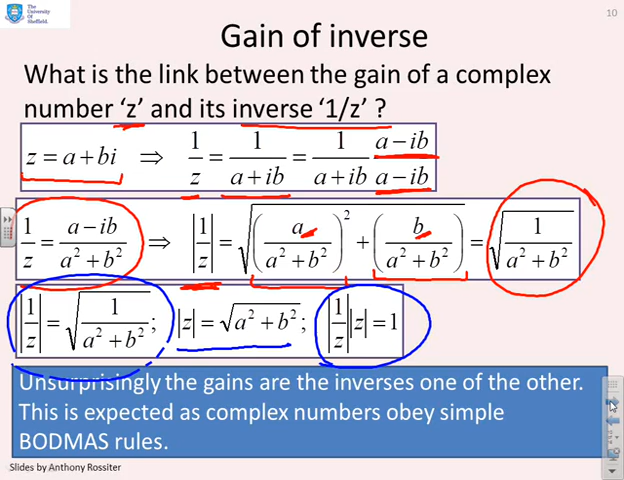 The
University
Of
Sheffield.
10
Gain of inverse
What is the link between the gain of a complex
number ‘z’ and its inverse ‘1/z’ ?
z = a + bi ⇒ 1/z = 1/(a + ib) = 1/(a + ib) (a − ib)/(a − ib)
1/z = (a − ib)/(a² + b²) ⇒ |1/z| = √((a/(a² + b²))² + (b/(a² + b²))) = √(1/(a² + b²))
|1/z| = √(1/(a² + b²)); |z| = √(a² + b²); |1/z||z| = 1
Unsurprisingly the gains are the inverses one of the other.
This is expected as complex numbers obey simple
BODMAS rules.
Slides by Anthony Rossiter